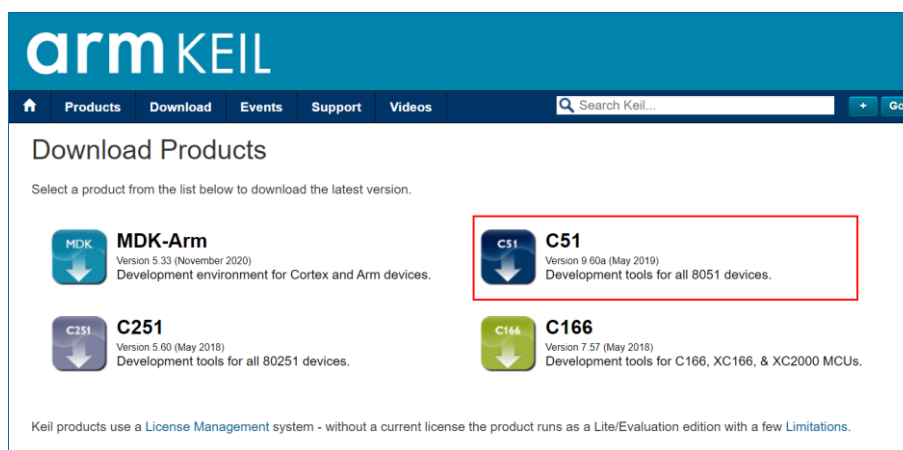 arm KEIL
Products Download Events Support Videos Search Keil... + Go
Download Products
Select a product from the list below to download the latest version.
MDK
MDK-Arm
Version 5.33 (November 2020)
Development environment for Cortex and Arm devices.
C51
C51
Version 9.60a (May 2019)
Development tools for all 8051 devices.
C251
C251
Version 5.60 (May 2018)
Development tools for all 80251 devices.
C166
C166
Version 7.57 (May 2018)
Development tools for C166, XC166, & XC2000 MCUs.
Keil products use a License Management system - without a current license the product runs as a Lite/Evaluation edition with a few Limitations.